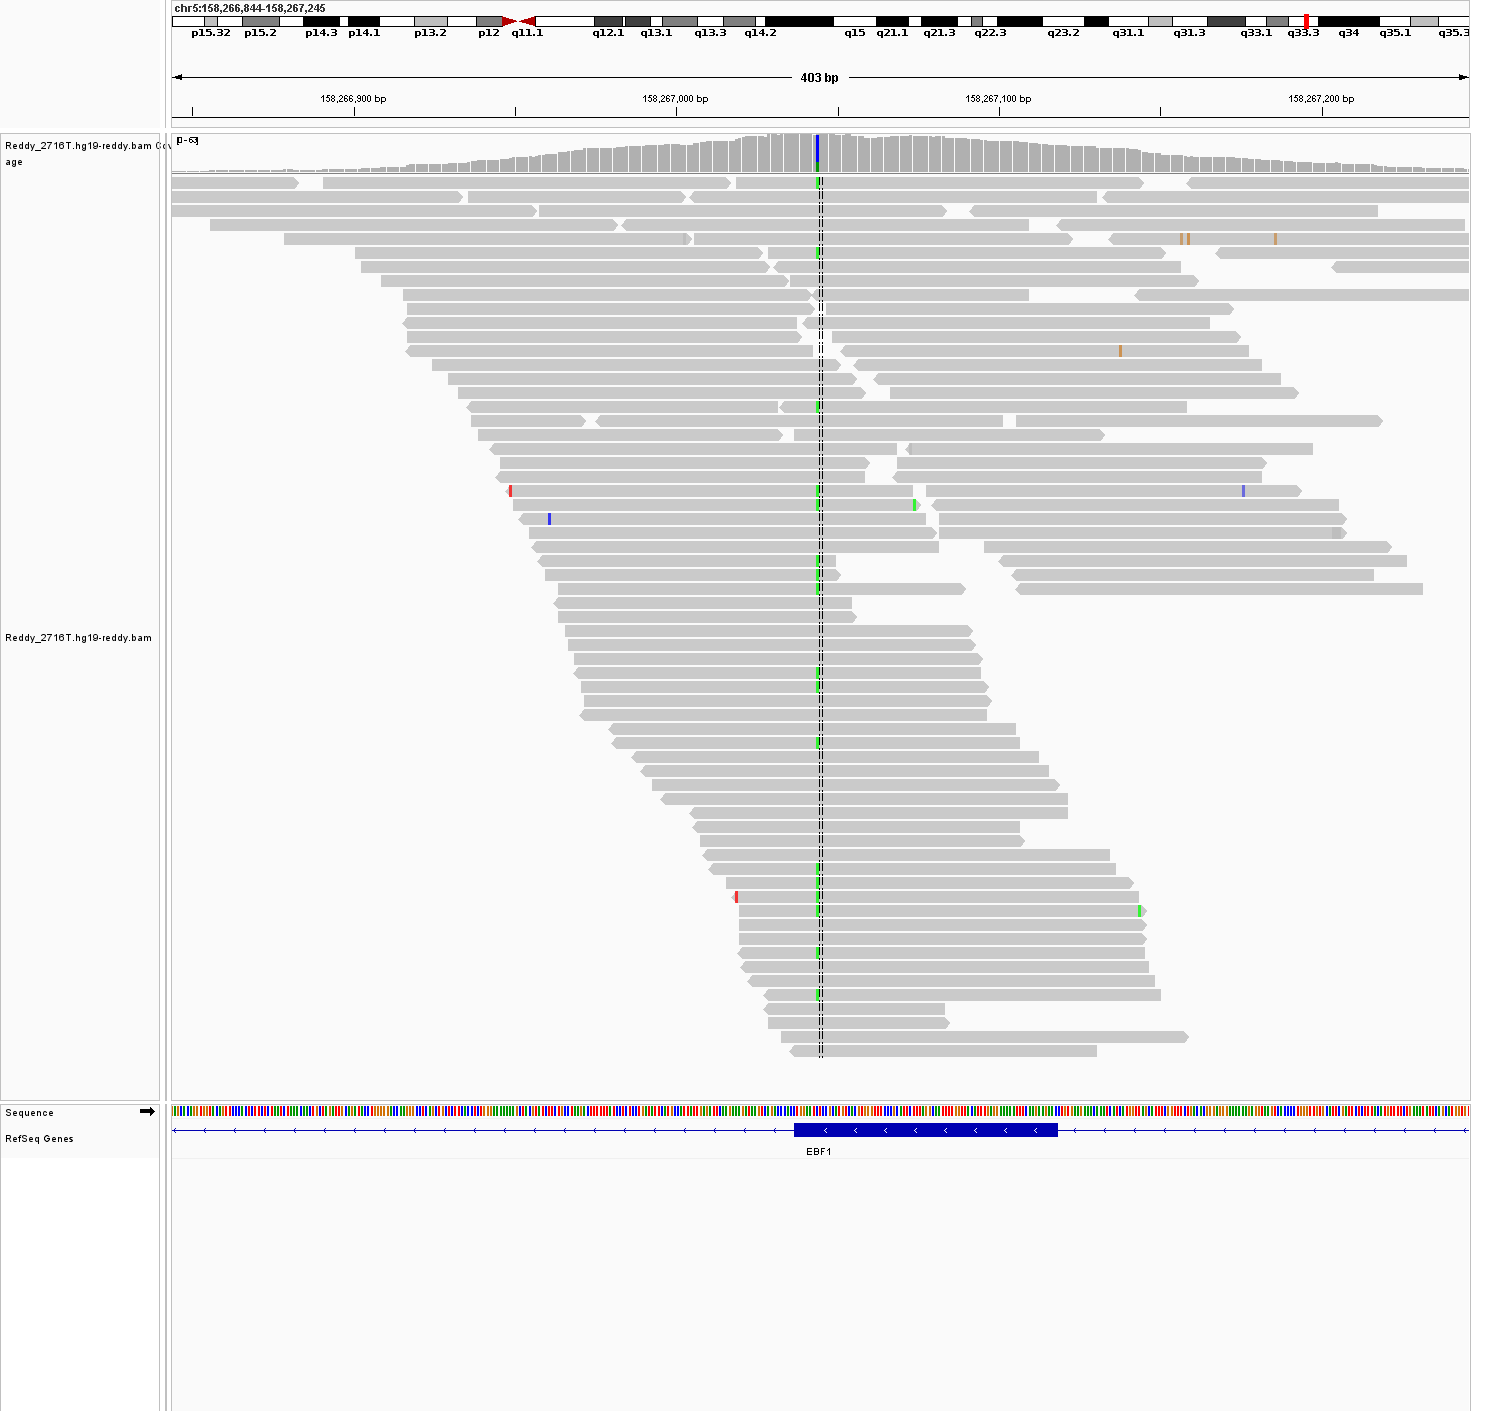 chr5:158,266,844-158,267,245
p15.32 p15.2 p14.3 p14.1 p13.2 p12 q11.1 q12.1 q13.1 q13.3 q14.2 q15 q21.1 q21.3 q22.3 q23.2 q31.1 q31.3 q33.1 q33.3 q34 q35.1 q35.3
403 bp
158,266,900 bp 158,267,000 bp 158,267,100 bp 158,267,200 bp
Reddy_2716T.hg19-reddy.bam Cov
age
[0-63]
Reddy_2716T.hg19-reddy.bam
Sequence
RefSeq Genes
EBF1